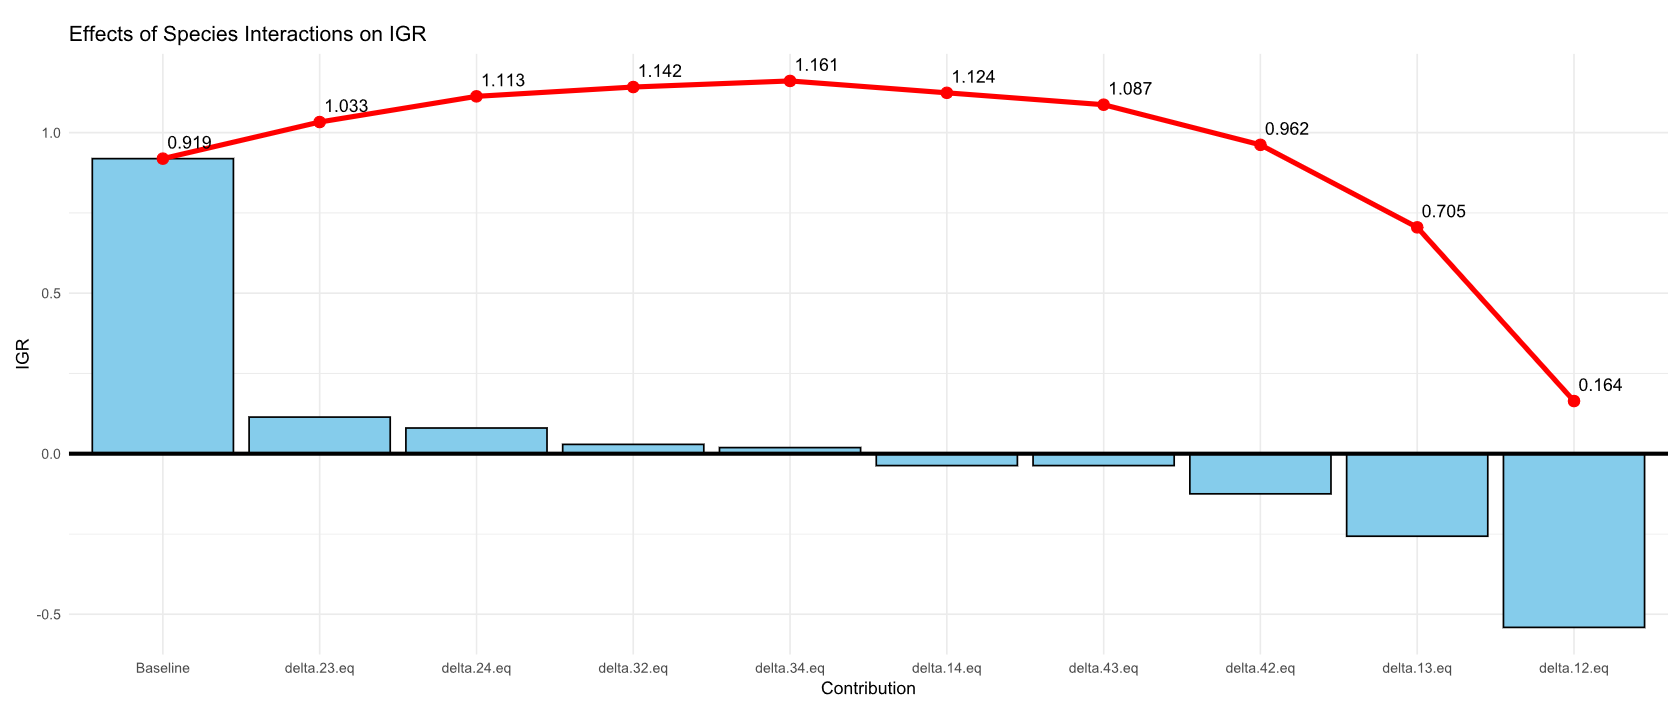 Effects of Species Interactions on IGR
0.919
1.033
1.113
1.142
1.161
1.124
1.087
0.962
0.705
0.164
IGR
1.0
0.5
0.0
-0.5
Baseline
delta.23.eq
delta.24.eq
delta.32.eq
delta.34.eq
delta.14.eq
delta.43.eq
delta.42.eq
delta.13.eq
delta.12.eq
Contribution